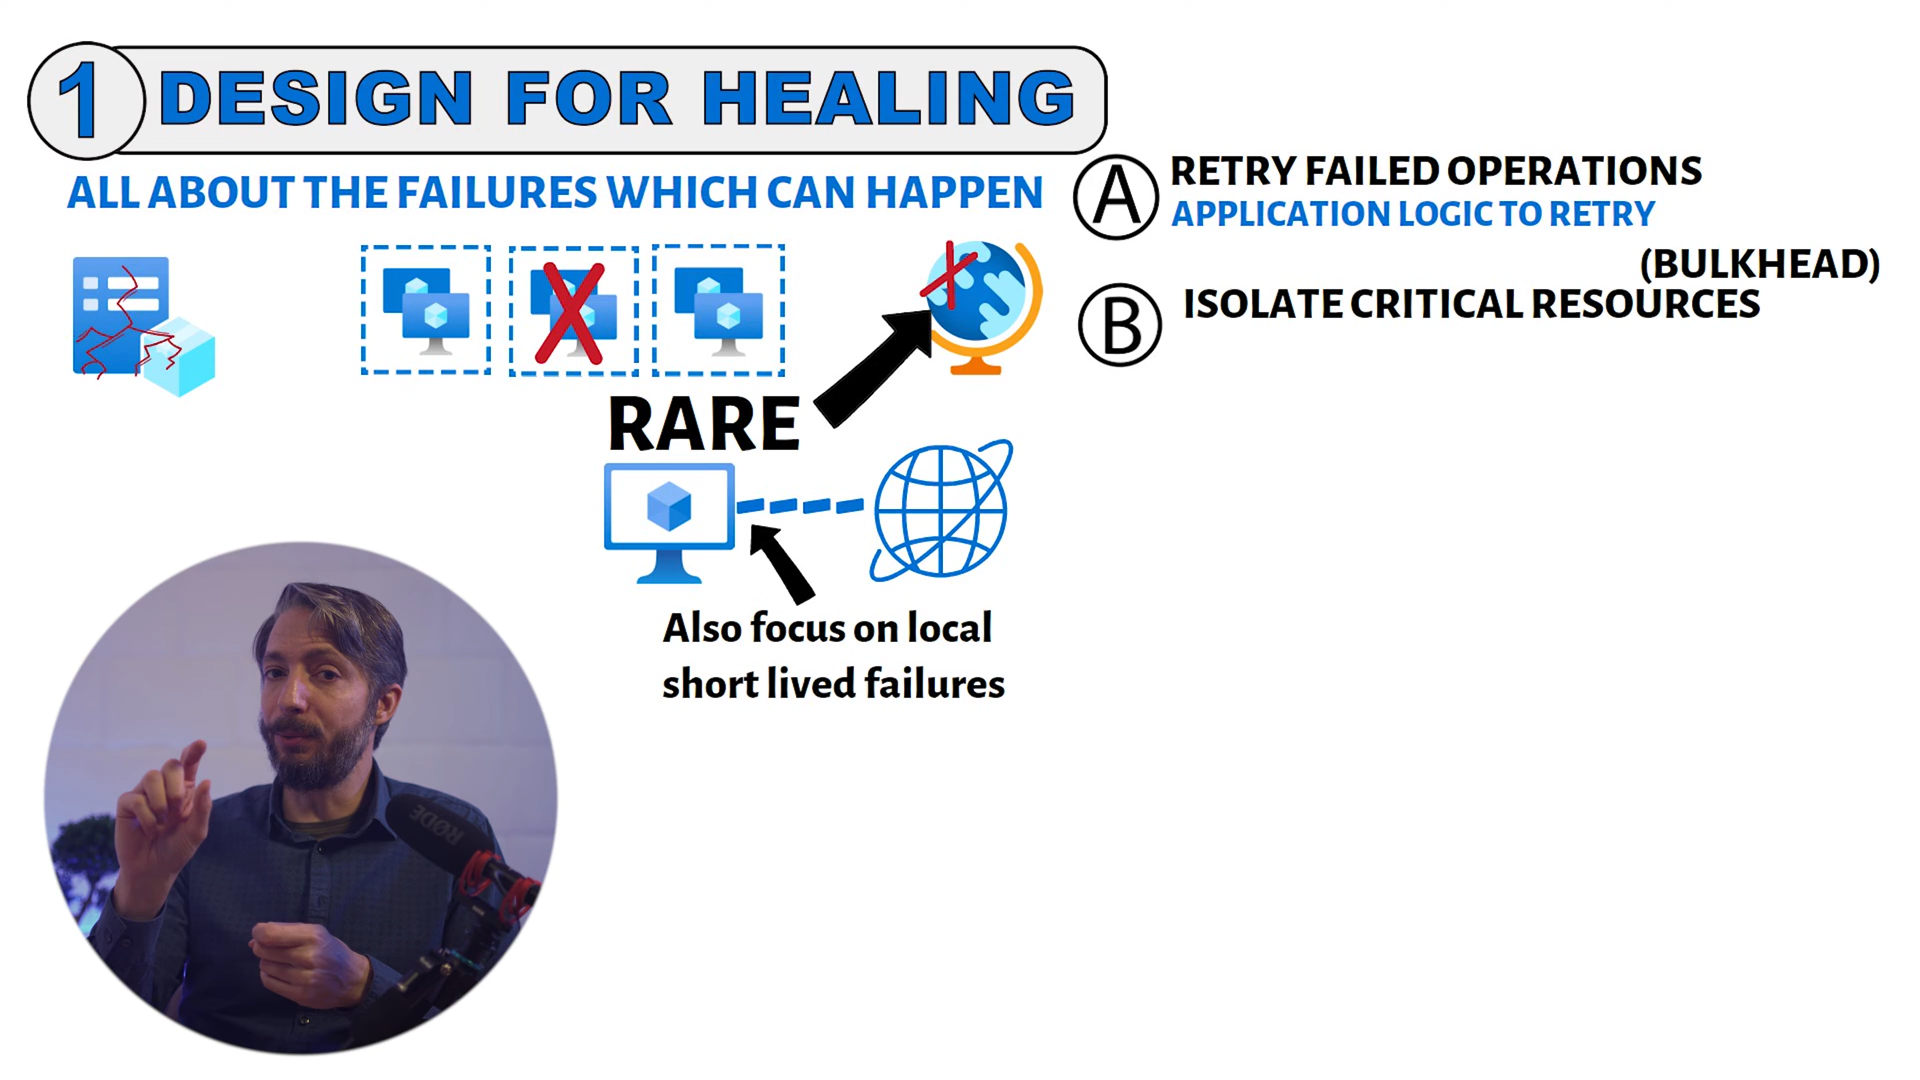 1 DESIGN FOR HEALING
ALL ABOUT THE FAILURES WHICH CAN HAPPEN
RARE
Also focus on local
short lived failures
A RETRY FAILED OPERATIONS
APPLICATION LOGIC TO RETRY
(BULKHEAD)
B ISOLATE CRITICAL RESOURCES
RØDE